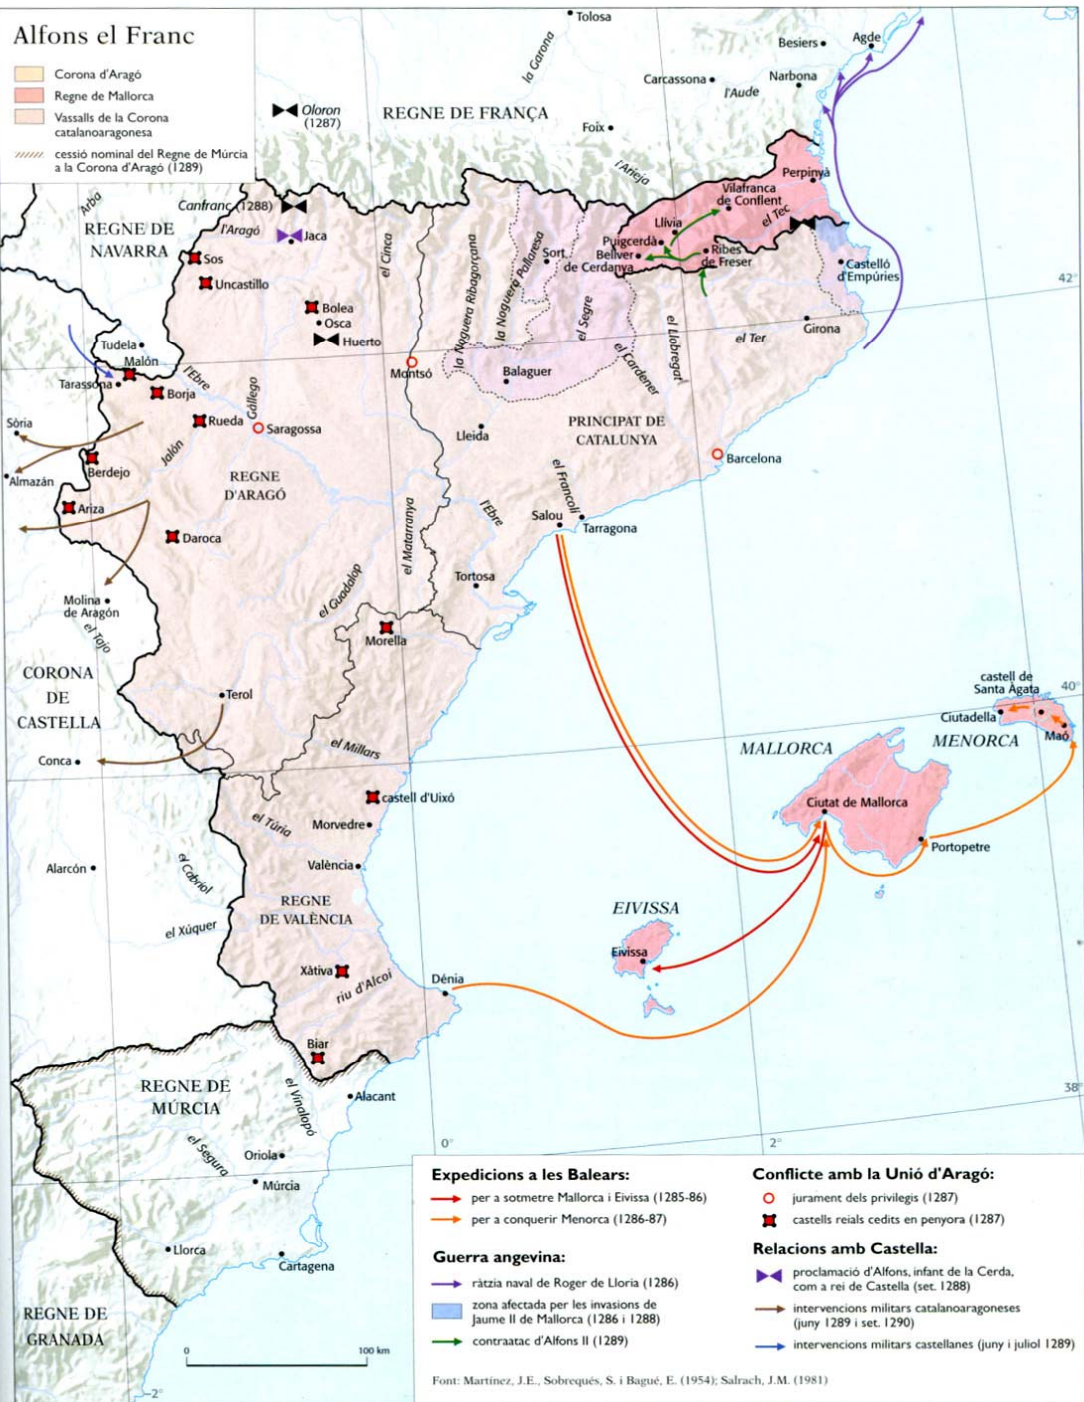 Alfons el Franc
Corona d'Aragó
Regne de Mallorca
Vassalls de la Corona
catalanoaragonesa
cessió nominal del Regne de Múrcia
a la Corona d'Aragó (1289)
Tolosa
la Garona
Besiers
Agde
Carcassona
l'Aude
Narbona
Oloron
(1287)
REGNE DE FRANÇA
Foix
l'Arieja
Perpinyà
Vilafranca
de Conflent
el Tec
Arba
Canfranc (1288)
l'Aragó
REGNE DE
NAVARRA
Jaca
el Cinca
la Noguera Ribagorçana
la Noguera Pallaresa
Sort
Llívia
Puigcerdà
Bellver
de Cerdanya
Ribes
de Freser
Castelló
d'Empúries
42°
Sos
Uncastillo
Bolea
Osca
Huerto
el Segre
el Cardener
el Llobregat
el Ter
Girona
Tudela
Malón
Tarassona
Borja
l'Ebre
Gállego
Montsó
Balaguer
Sòria
Rueda
Saragossa
Lleida
PRINCIPAT DE
CATALUNYA
Barcelona
Almazán
Berdejo
Jalón
REGNE
D'ARAGÓ
el Francolí
Ariza
Daroca
el Matarranya
l'Ebre
Salou
Tarragona
Molina
de Aragón
el Tajo
el Guadalop
Tortosa
Morella
CORONA
DE
CASTELLA
Terol
castell de
Santa Àgata
40°
Ciutadella
MALLORCA
MENORCA
Maó
Conca
el Millars
castell d'Uixó
Ciutat de Mallorca
el Túria
Morvedre
Portopetre
Alarcón
el Cabriol
València
REGNE
DE VALÈNCIA
EIVISSA
el Xúquer
Eivissa
Xàtiva
riu d'Alcoi
Dénia
Biar
REGNE DE
MÚRCIA
el Vinalopó
Alacant
38°
el Segura
Oriola
0°
2°
Múrcia
Llorca
Cartagena
REGNE DE
GRANADA
0
100 km
-2°
Expedicions a les Balears:
per a sotmetre Mallorca i Eivissa (1285-86)
per a conquerir Menorca (1286-87)
Guerra angevina:
ràtzia naval de Roger de Lloria (1286)
zona afectada per les invasions de
Jaume II de Mallorca (1286 i 1288)
contraatac d'Alfons II (1289)
Conflicte amb la Unió d'Aragó:
jurament dels privilegis (1287)
castells reials cedits en penyora (1287)
Relacions amb Castella:
proclamació d'Alfons, infant de la Cerda,
com a rei de Castella (set. 1288)
intervencions militars catalanoaragoneses
(juny 1289 i set. 1290)
intervencions militars castellanes (juny i juliol 1289)
Font: Martínez, J.E., Sobrequés, S. i Bagué, E. (1954); Salrach, J.M. (1981)